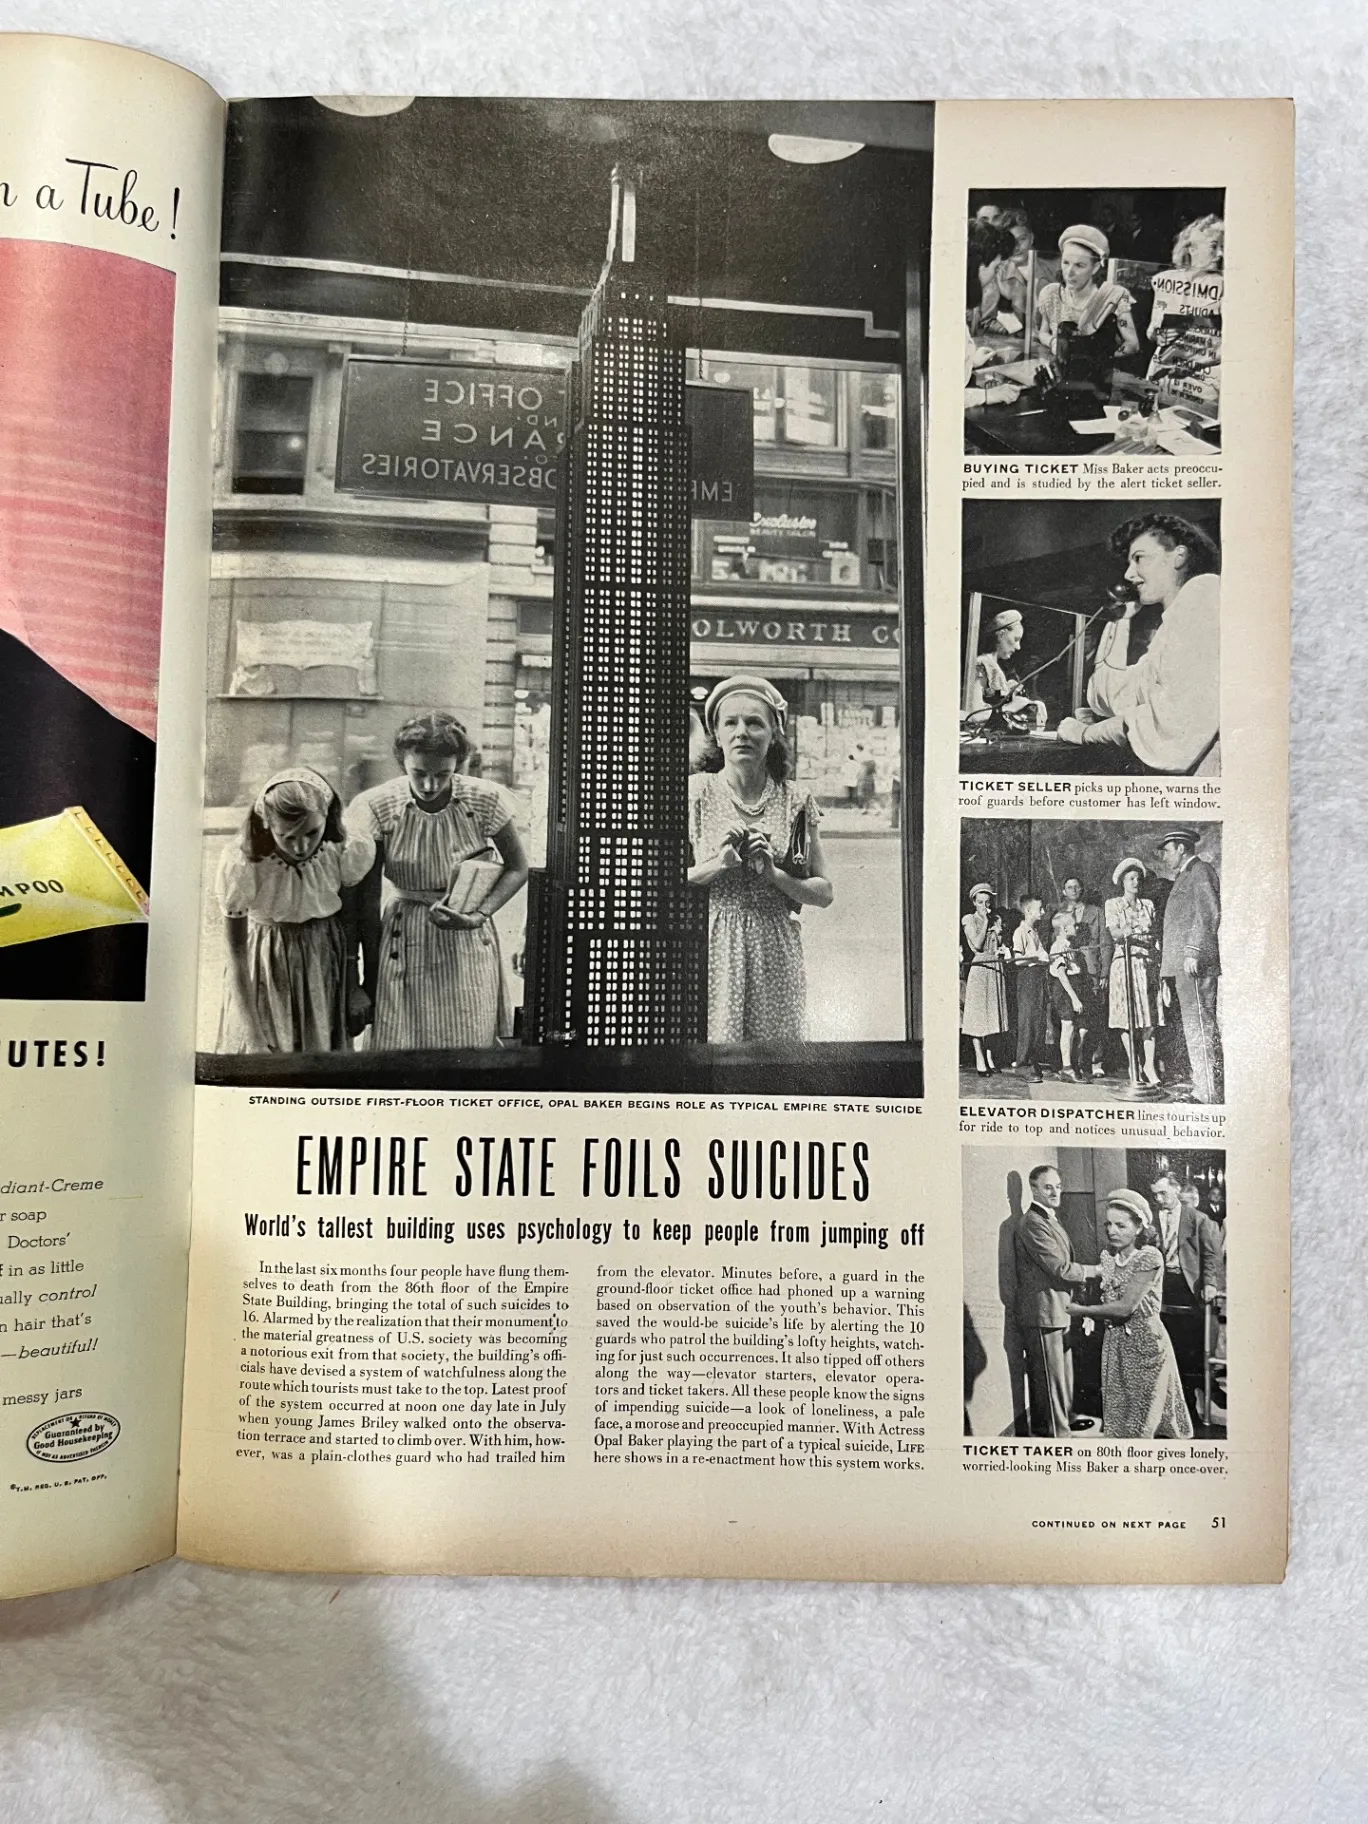 n a Tube!
MPOO
UTES!
diant-Creme
r soap
Doctors'
f in as little
ually control
n hair that's
—beautiful!
messy jars
Guaranteed by
Good Housekeeping
®T.M. REG. U. S. PAT. OFF.
OFFICE
AND
ANCE
TO
OBSERVATORIES
EMP
Exclusive
BEAUTY SALON
OLWORTH CO
STANDING OUTSIDE FIRST-FLOOR TICKET OFFICE, OPAL BAKER BEGINS ROLE AS TYPICAL EMPIRE STATE SUICIDE
EMPIRE STATE FOILS SUICIDES
World's tallest building uses psychology to keep people from jumping off
In the last six months four people have flung them-
selves to death from the 86th floor of the Empire
State Building, bringing the total of such suicides to
16. Alarmed by the realization that their monument to
the material greatness of U.S. society was becoming
a notorious exit from that society, the building's offi-
cials have devised a system of watchfulness along the
route which tourists must take to the top. Latest proof
of the system occurred at noon one day late in July
when young James Briley walked onto the observa-
tion terrace and started to climb over. With him, how-
ever, was a plain-clothes guard who had trailed him
from the elevator. Minutes before, a guard in the
ground-floor ticket office had phoned up a warning
based on observation of the youth's behavior. This
saved the would-be suicide's life by alerting the 10
guards who patrol the building's lofty heights, watch-
ing for just such occurrences. It also tipped off others
along the way—elevator starters, elevator opera-
tors and ticket takers. All these people know the signs
of impending suicide—a look of loneliness, a pale
face, a morose and preoccupied manner. With Actress
Opal Baker playing the part of a typical suicide, LIFE
here shows in a re-enactment how this system works.
ADMISSION
ADULTS
CHILDREN
OVER
UNDER
BUYING TICKET Miss Baker acts preoccu-
pied and is studied by the alert ticket seller.
TICKET SELLER picks up phone, warns the
roof guards before customer has left window.
ELEVATOR DISPATCHER lines tourists up
for ride to top and notices unusual behavior.
TICKET TAKER on 80th floor gives lonely,
worried-looking Miss Baker a sharp once-over.
CONTINUED ON NEXT PAGE 51